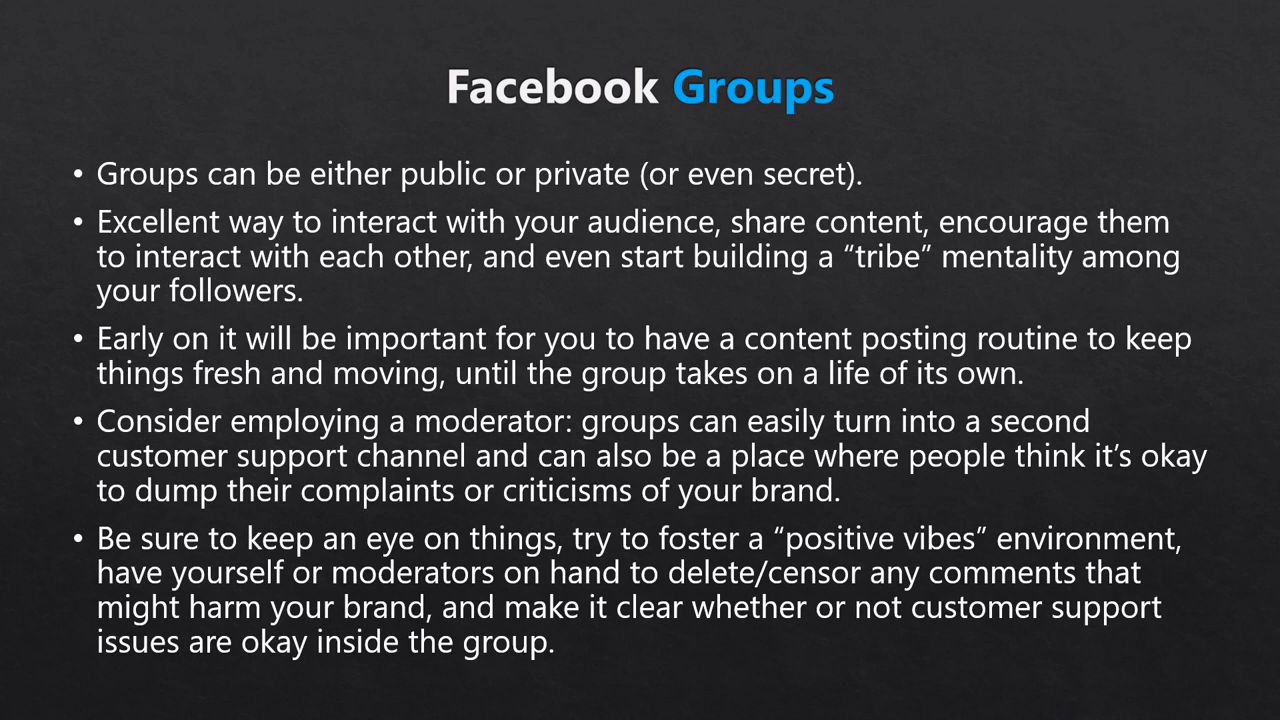 Facebook Groups
• Groups can be either public or private (or even secret).
• Excellent way to interact with your audience, share content, encourage them
to interact with each other, and even start building a “tribe” mentality among
your followers.
• Early on it will be important for you to have a content posting routine to keep
things fresh and moving, until the group takes on a life of its own.
• Consider employing a moderator: groups can easily turn into a second
customer support channel and can also be a place where people think it’s okay
to dump their complaints or criticisms of your brand.
• Be sure to keep an eye on things, try to foster a “positive vibes” environment,
have yourself or moderators on hand to delete/censor any comments that
might harm your brand, and make it clear whether or not customer support
issues are okay inside the group.